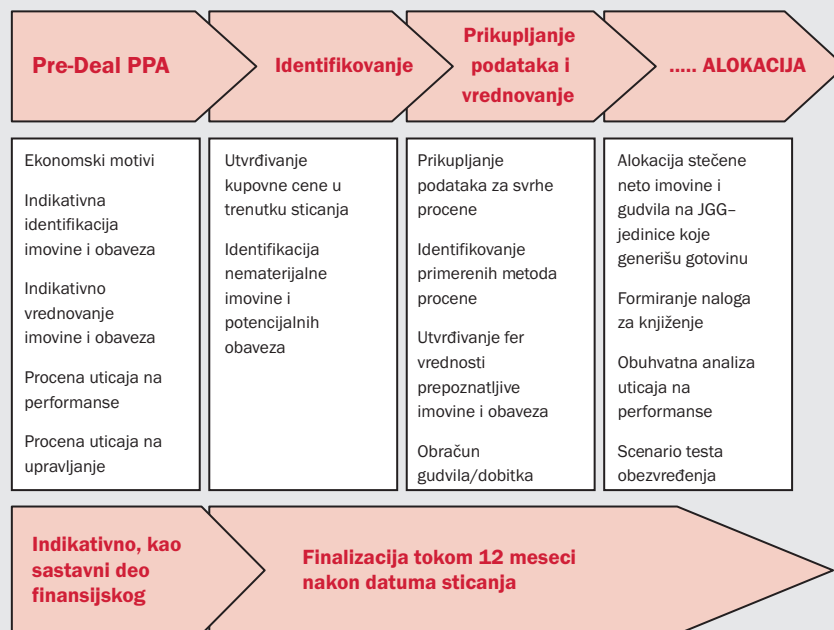 Pre-Deal PPA
Identifikovanje
Prikupljanje
podataka i
vrednovanje
..... ALOKACIJA
Ekonomski motivi
Indikativna
identifikacija
imovine i obaveza
Indikativno
vrednovanje
imovine i obaveza
Procena uticaja na
performanse
Procena uticaja na
upravljanje
Utvrđivanje
kupovne cene u
trenutku sticanja
Identifikacija
nematerijalne
imovine i
potencijalnih
obaveza
Prikupljanje
podataka za svrhe
procene
Identifikovanje
primerenih metoda
procene
Utvrđivanje fer
vrednosti
prepoznatljive
imovine i obaveza
Obračun
gudvila/dobitka
Alokacija stečene
neto imovine i
gudvila na JGG–
jedinice koje
generišu gotovinu
Formiranje naloga
za knjiženje
Obuhvatna analiza
uticaja na
performanse
Scenario testa
obezvređenja
Indikativno, kao
sastavni deo
finansijskog
Finalizacija tokom 12 meseci
nakon datuma sticanja